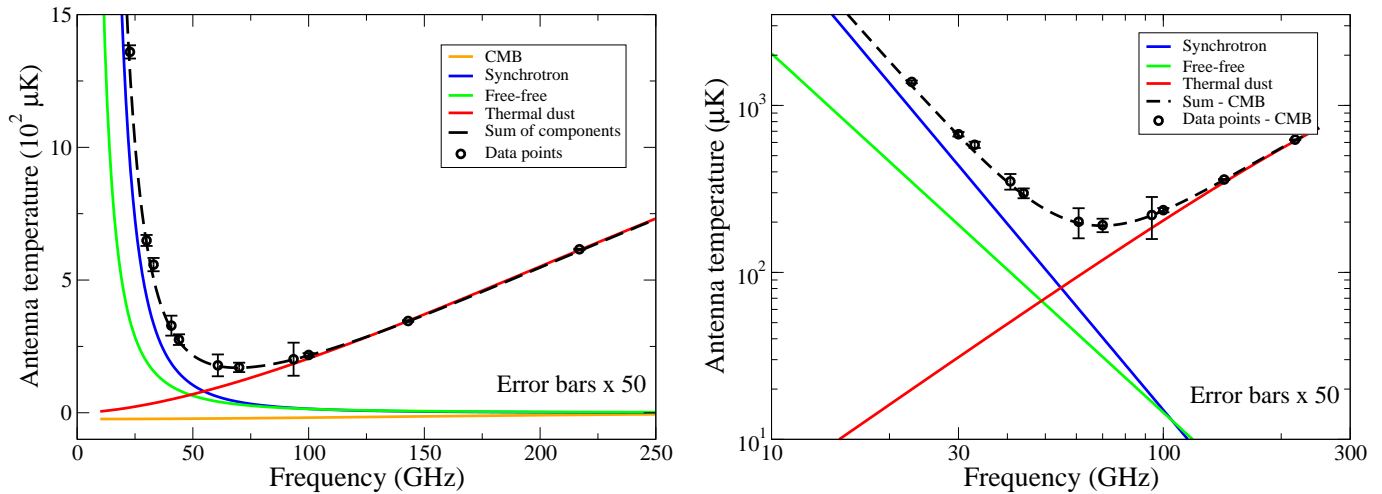 15
10
5
0
0
50
100
150
200
250
Antenna temperature (10² μK)
Frequency (GHz)
CMB
Synchrotron
Free-free
Thermal dust
Sum of components
Data points
Error bars x 50
10³
10²
10¹
10
30
100
300
Antenna temperature (μK)
Frequency (GHz)
Synchrotron
Free-free
Thermal dust
Sum - CMB
Data points - CMB
Error bars x 50